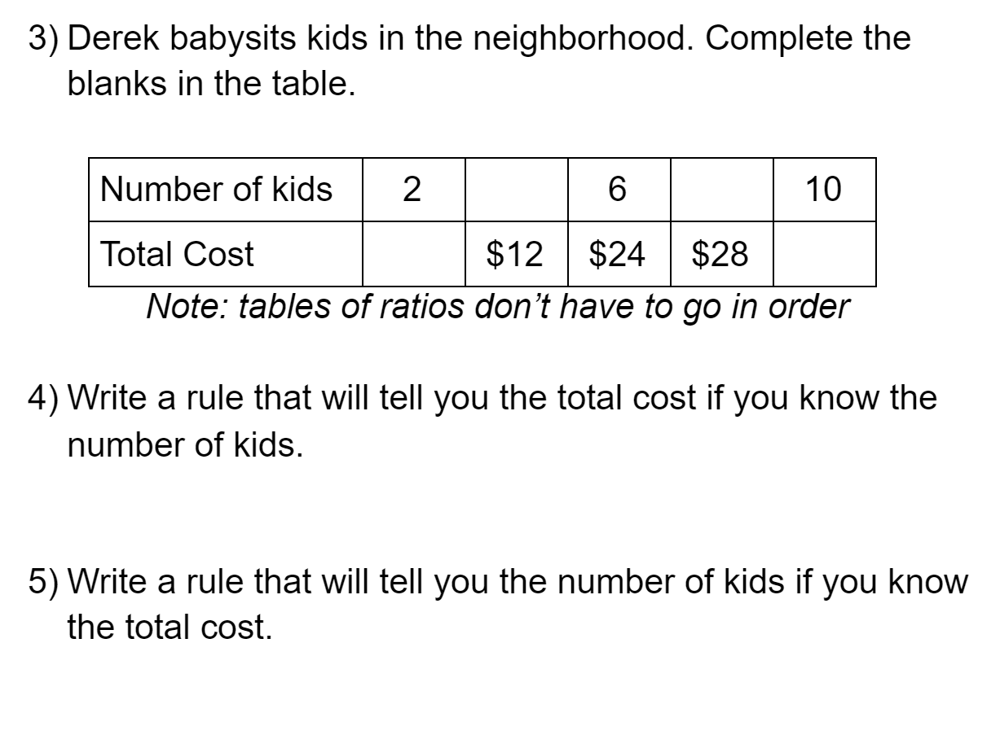 3) Derek babysits kids in the neighborhood. Complete the
blanks in the table.
Number of kids 2 6 10
Total Cost $12 $24 $28
Note: tables of ratios don’t have to go in order
4) Write a rule that will tell you the total cost if you know the
number of kids.
5) Write a rule that will tell you the number of kids if you know
the total cost.